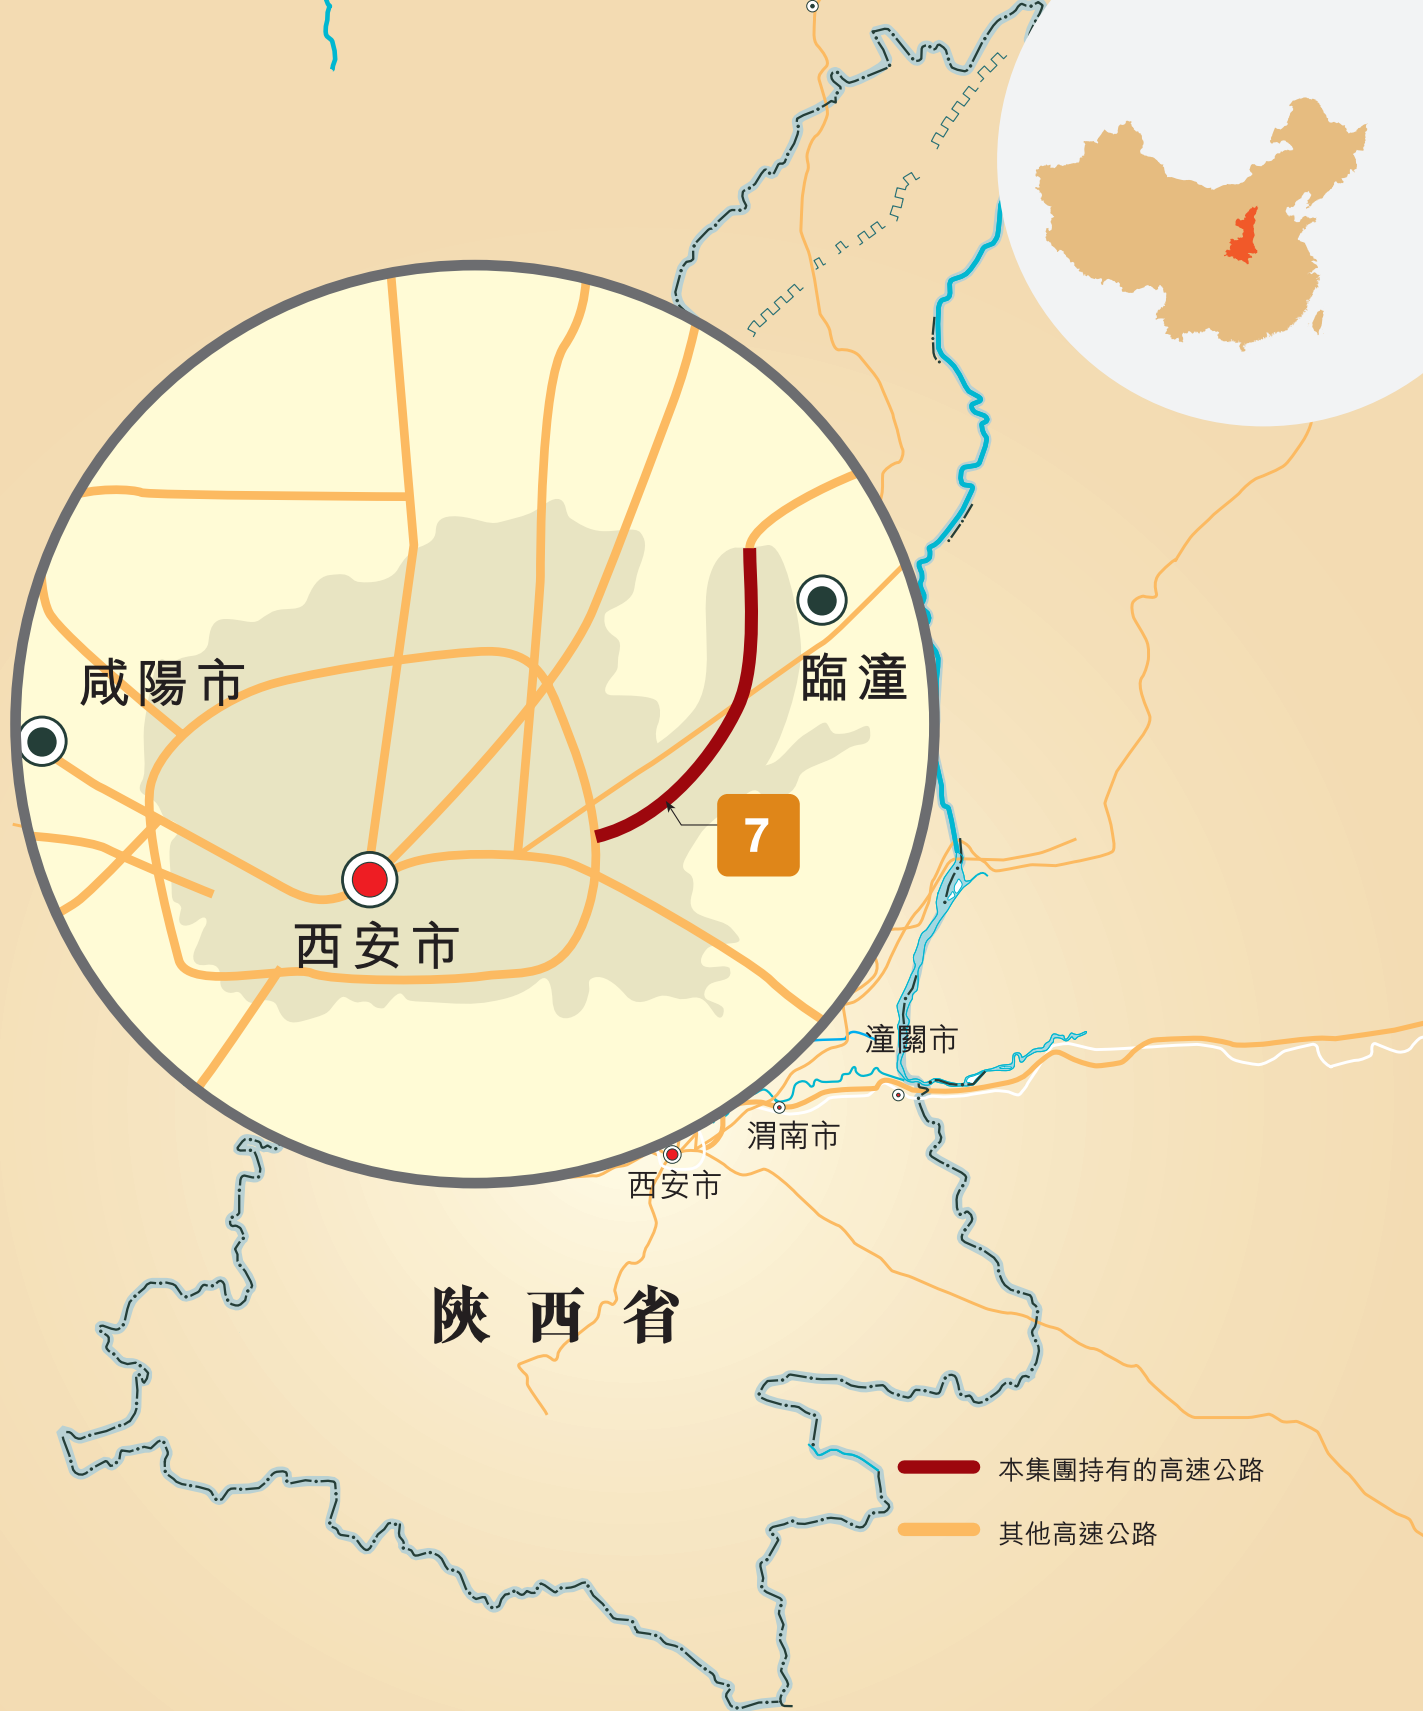 咸陽市
臨潼
7
西安市
潼關市
渭南市
西安市
陝西省
本集團持有的高速公路
其他高速公路